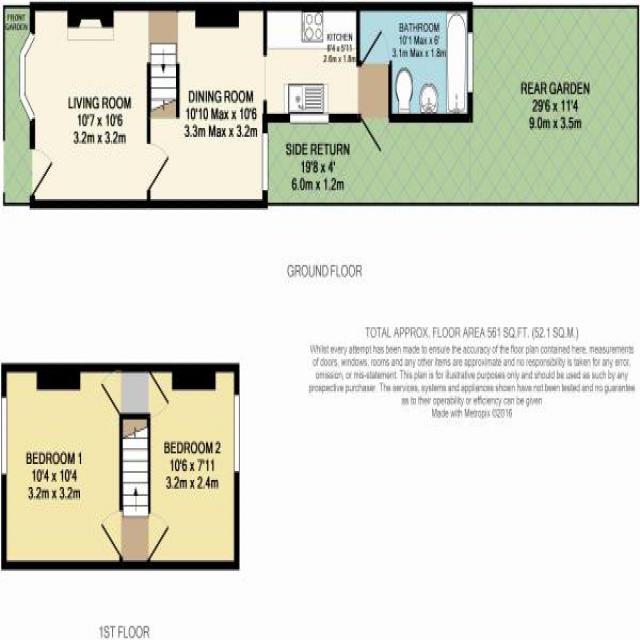 FRONT
GARDEN
LIVING ROOM
10'7 x 10'6
3.2m x 3.2m
DINING ROOM
10'10 Max x 10'6
3.3m Max x 3.2m
KITCHEN
8'4 x 5'11
2.6m x 1.8m
BATHROOM
10'1 Max x 6'
3.1m Max x 1.8m
SIDE RETURN
19'8 x 4'
6.0m x 1.2m
REAR GARDEN
29'6 x 11'4
9.0m x 3.5m
GROUND FLOOR
TOTAL APPROX. FLOOR AREA 561 SQ.FT. (52.1 SQ.M.)
Whilst every attempt has been made to ensure the accuracy of the floor plan contained here, measurements
of doors, windows, rooms and any other items are approximate and no responsibility is taken for any error,
omission, or mis-statement. This plan is for illustrative purposes only and should be used as such by any
prospective purchaser. The services, systems and appliances shown have not been tested and no guarantee
as to their operability or efficiency can be given
Made with Metropix ©2016
BEDROOM 1
10'4 x 10'4
3.2m x 3.2m
BEDROOM 2
10'6 x 7'11
3.2m x 2.4m
1ST FLOOR